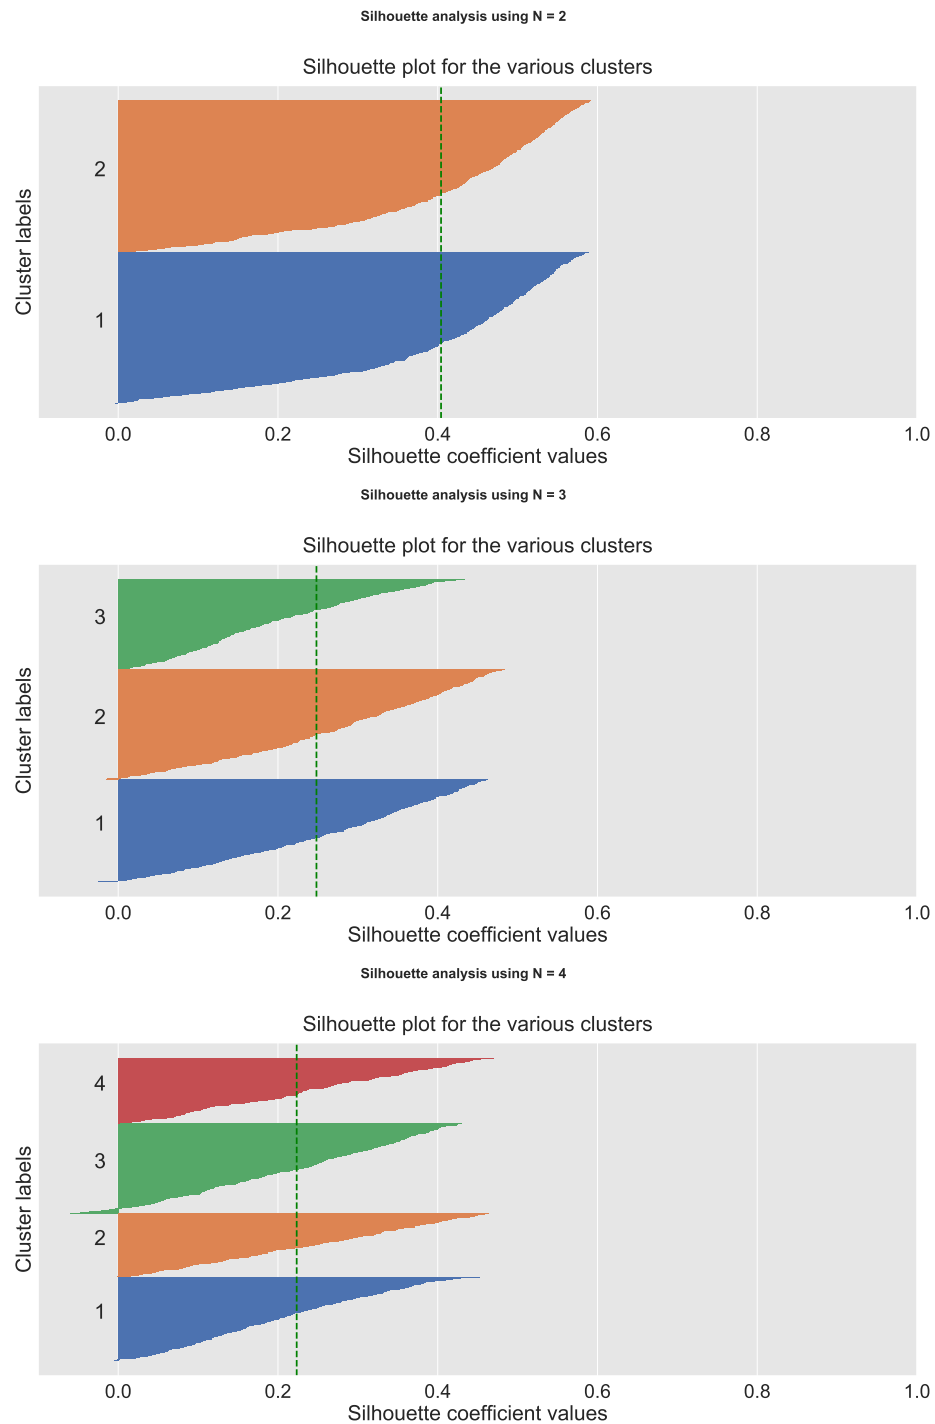 Silhouette analysis using N = 2
Silhouette plot for the various clusters
Cluster labels
2
1
0.0 0.2 0.4 0.6 0.8 1.0
Silhouette coefficient values
Silhouette analysis using N = 3
Silhouette plot for the various clusters
Cluster labels
3
2
1
0.0 0.2 0.4 0.6 0.8 1.0
Silhouette coefficient values
Silhouette analysis using N = 4
Silhouette plot for the various clusters
Cluster labels
4
3
2
1
0.0 0.2 0.4 0.6 0.8 1.0
Silhouette coefficient values